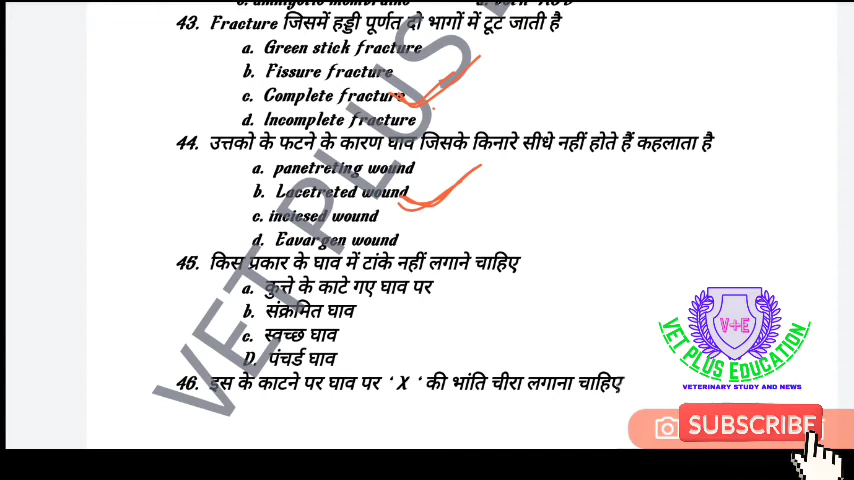 43. Fracture जिसमें हड्डी पूर्णत दो भागों में टूट जाती है
a. Green stick fracture
b. Fissure fracture
c. Complete fracture
d. Incomplete fracture
44. उत्तको के फटने के कारण घाव जिसके किनारे सीधे नहीं होते हैं कहलाता है
a. panetreting wound
b. Lacetreted wound
c. inciesed wound
d. Eavargen wound
45. किस प्रकार के घाव में टांके नहीं लगाने चाहिए
a. कुत्ते के काटे गए घाव पर
b. संक्रमित घाव
c. स्वच्छ घाव
D. पंचर्ड घाव
46. इस के काटने पर घाव पर ' X ' की भांति चीरा लगाना चाहिए
VET PLUS
V+E
VET PLUS EDUCATION
VETERINARY STUDY AND NEWS
SUBSCRIBE